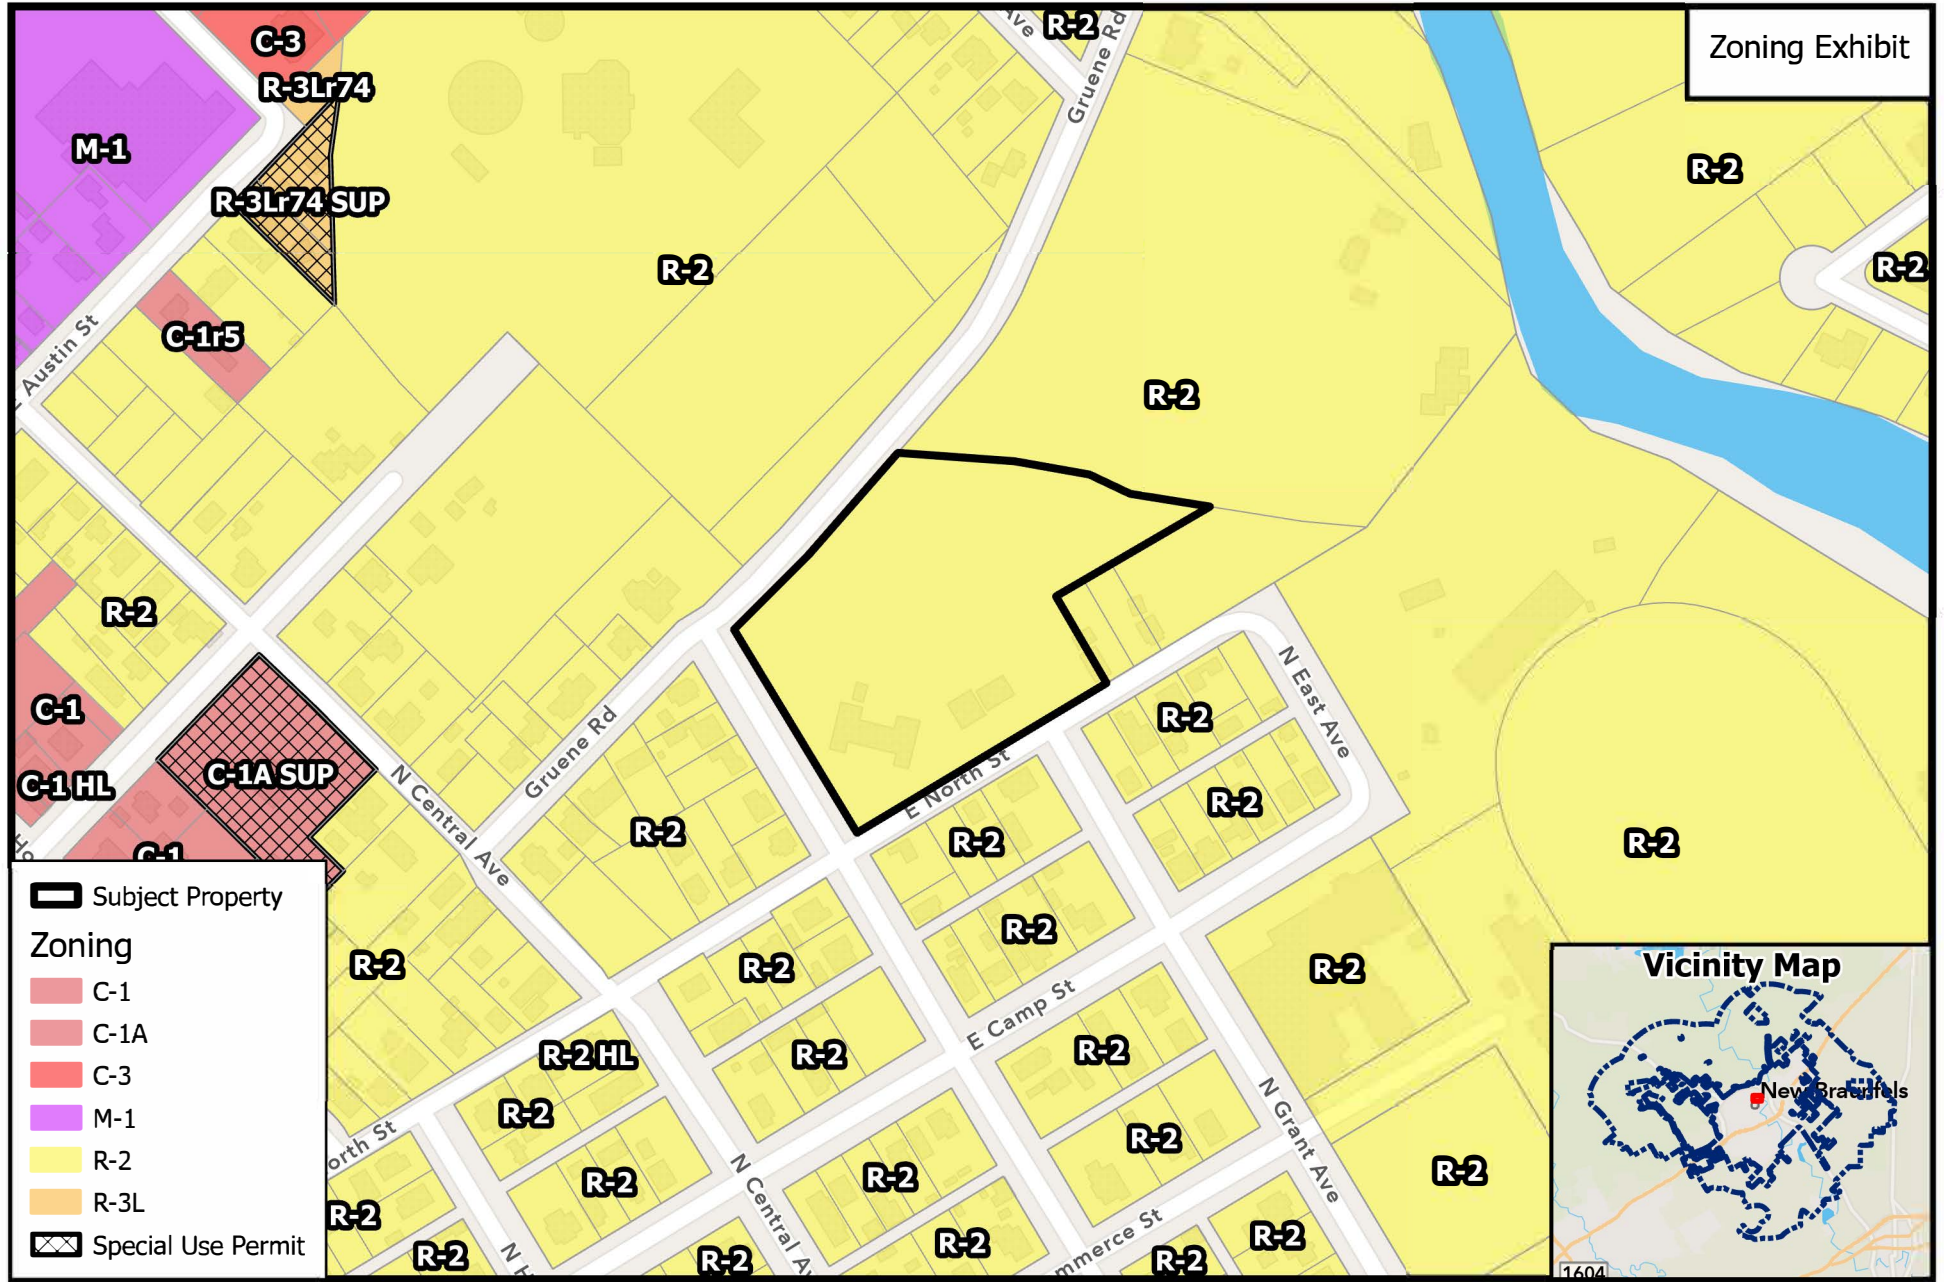 Zoning Exhibit
C-3
R-2
Ave
Gruene Rd
R-3Lr74
M-1
R-2
R-3Lr74 SUP
R-2
R-2
C-1r5
E Austin St
R-2
R-2
C-1
R-2
N East Ave
C-1A SUP
C-1 HL
Gruene Rd
E North St
R-2
N Central Ave
R-2
R-2
R-2
C-1
Ho
R-2
R-2
R-2
R-2
E Camp St
R-2 HL
R-2
R-2
R-2
R-2
N Grant Ave
orth St
R-2
R-2
N Central Av
R-2
R-2
R-2
R-2
mmerce St
R-2
R-2
N H
R-2
R-2
Subject Property
Zoning
C-1
C-1A
C-3
M-1
R-2
R-3L
Special Use Permit
Vicinity Map
New Braunfels
1604